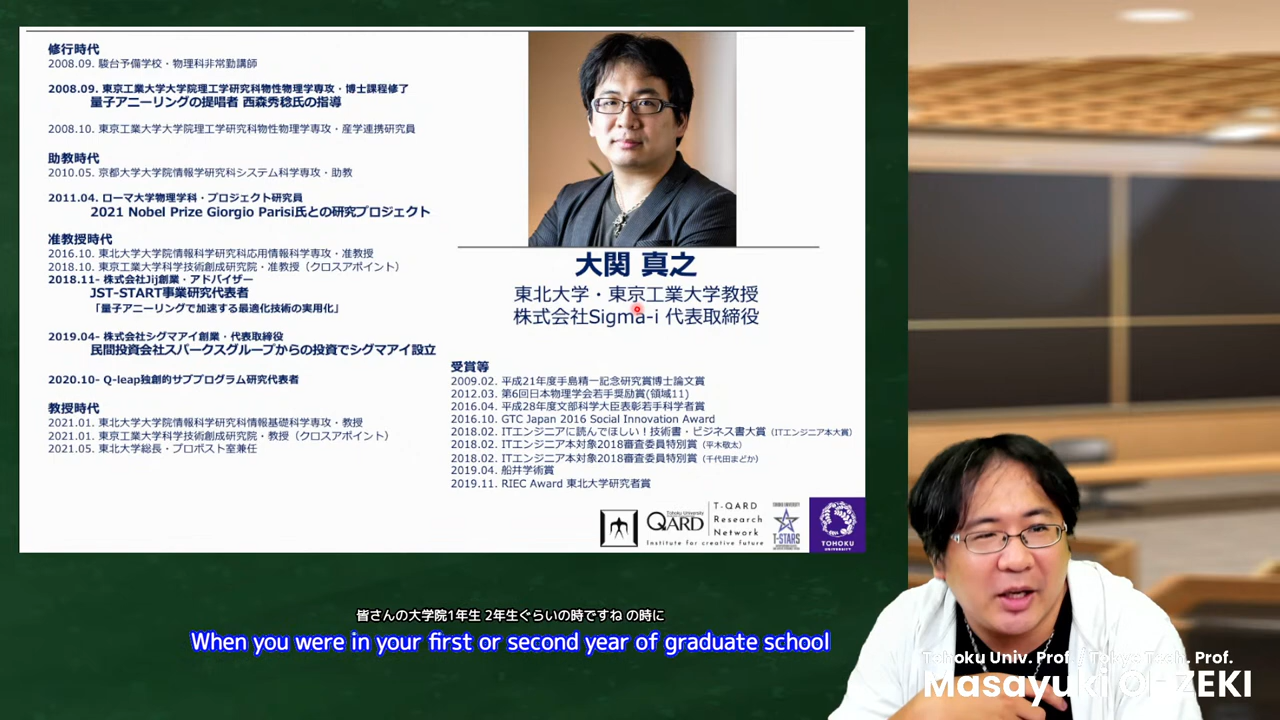 修行時代
2008.09. 駿台予備学校・物理科非常勤講師
2008.09. 東京工業大学大学院理工学研究科物性物理学専攻・博士課程修了
量子アニーリングの提唱者 西森秀稔氏の指導
2008.10. 東京工業大学大学院理工学研究科物性物理学専攻・産学連携研究員
助教時代
2010.05. 京都大学大学院情報学研究科システム科学専攻・助教
2011.04. ローマ大学物理学科・プロジェクト研究員
2021 Nobel Prize Giorgio Parisi氏との研究プロジェクト
准教授時代
2016.10. 東北大学大学院情報科学研究科応用情報科学専攻・准教授
2018.10. 東京工業大学科学技術創成研究院・准教授（クロスアポイント）
2018.11- 株式会社Jij創業・アドバイザー
JST-START事業研究代表者
「量子アニーリングで加速する最適化技術の実用化」
2019.04- 株式会社シグマアイ創業・代表取締役
民間投資会社スパークスグループからの投資でシグマアイ設立
2020.10- Q-leap独創的サブプログラム研究代表者
教授時代
2021.01. 東北大学大学院情報科学研究科情報基礎科学専攻・教授
2021.01. 東京工業大学科学技術創成研究院・教授（クロスアポイント）
2021.05. 東北大学総長・プロボスト室兼任
大関 真之
東北大学・東京工業大学教授
株式会社Sigma-i 代表取締役
受賞等
2009.02. 平成21年度手島精一記念研究賞博士論文賞
2012.03. 第6回日本物理学会若手奨励賞(領域11)
2016.04. 平成28年度文部科学大臣表彰若手科学者賞
2016.10. GTC Japan 2016 Social Innovation Award
2018.02. ITエンジニアに読んでほしい！技術書・ビジネス書大賞（ITエンジニア本大賞）
2018.02. ITエンジニア本対象2018審査委員特別賞（平木敬太）
2018.02. ITエンジニア本対象2018審査委員特別賞（千代田まどか）
2019.04. 船井学術賞
2019.11. RIEC Award 東北大学研究者賞
Tohoku University
QARD
T-QARD
Research
Network
Institute for creative future
T-STARS
TOHOKU
UNIVERSITY
皆さんの大学院1年生 2年生ぐらいの時ですね の時に
When you were in your first or second year of graduate school
Tohoku Univ. Prof. / Tokyo Tech. Prof.
Masayuki OHZEKI